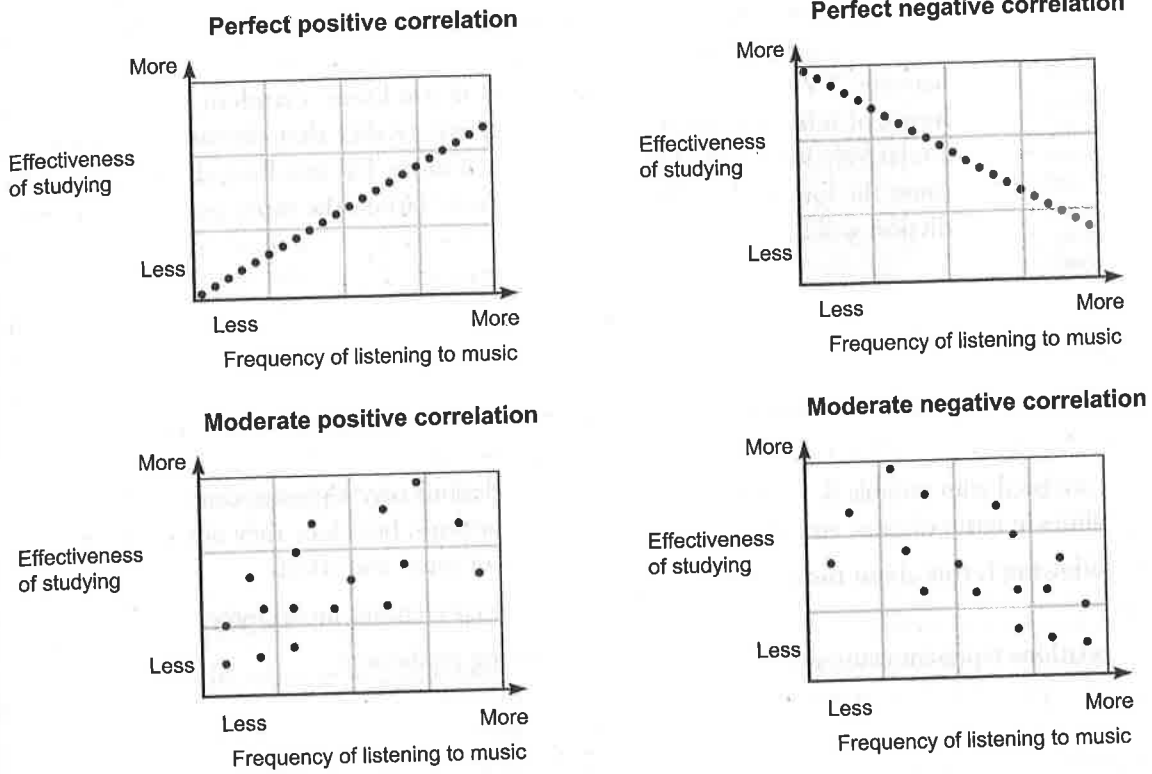 Perfect positive correlation
More
Effectiveness
of studying
Less
Less
More
Frequency of listening to music
Perfect negative correlation
More
Effectiveness
of studying
Less
Less
More
Frequency of listening to music
Moderate positive correlation
More
Effectiveness
of studying
Less
Less
More
Frequency of listening to music
Moderate negative correlation
More
Effectiveness
of studying
Less
Less
More
Frequency of listening to music